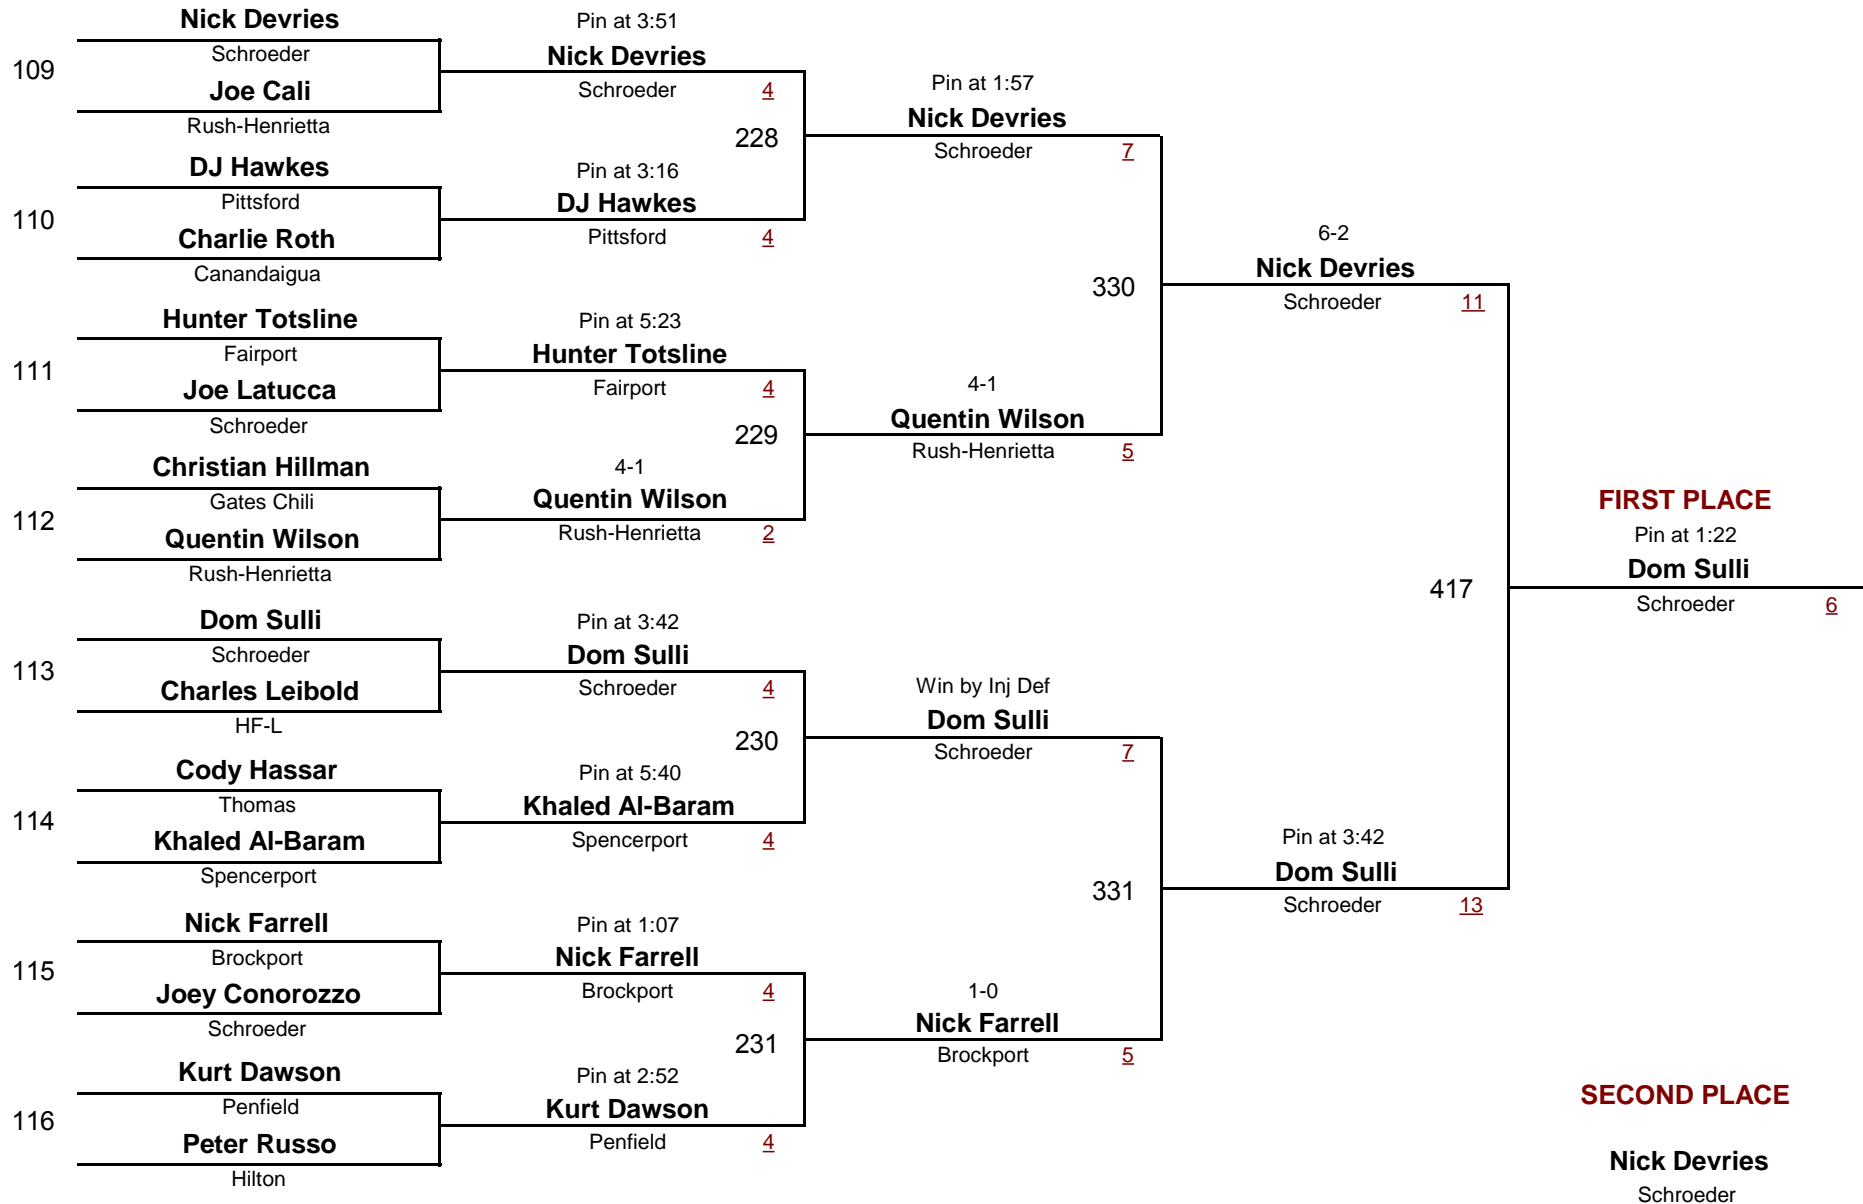 Nick Devries
Schroeder
109
Joe Cali
Rush-Henrietta
DJ Hawkes
Pittsford
110
Charlie Roth
Canandaigua
Hunter Totsline
Fairport
111
Joe Latucca
Schroeder
Christian Hillman
Gates Chili
112
Quentin Wilson
Rush-Henrietta
Dom Sulli
Schroeder
113
Charles Leibold
HF-L
Cody Hassar
Thomas
114
Khaled Al-Baram
Spencerport
Nick Farrell
Brockport
115
Joey Conorozzo
Schroeder
Kurt Dawson
Penfield
116
Peter Russo
Hilton
Pin at 3:51
Nick Devries
Schroeder 4
228
Pin at 3:16
DJ Hawkes
Pittsford 4
Pin at 5:23
Hunter Totsline
Fairport 4
229
4-1
Quentin Wilson
Rush-Henrietta 2
Pin at 3:42
Dom Sulli
Schroeder 4
230
Pin at 5:40
Khaled Al-Baram
Spencerport 4
Pin at 1:07
Nick Farrell
Brockport 4
231
Pin at 2:52
Kurt Dawson
Penfield 4
Pin at 1:57
Nick Devries
Schroeder 7
330
4-1
Quentin Wilson
Rush-Henrietta 5
Win by Inj Def
Dom Sulli
Schroeder 7
331
1-0
Nick Farrell
Brockport 5
6-2
Nick Devries
Schroeder 11
417
Pin at 3:42
Dom Sulli
Schroeder 13
FIRST PLACE
Pin at 1:22
Dom Sulli
Schroeder 6
SECOND PLACE
Nick Devries
Schroeder